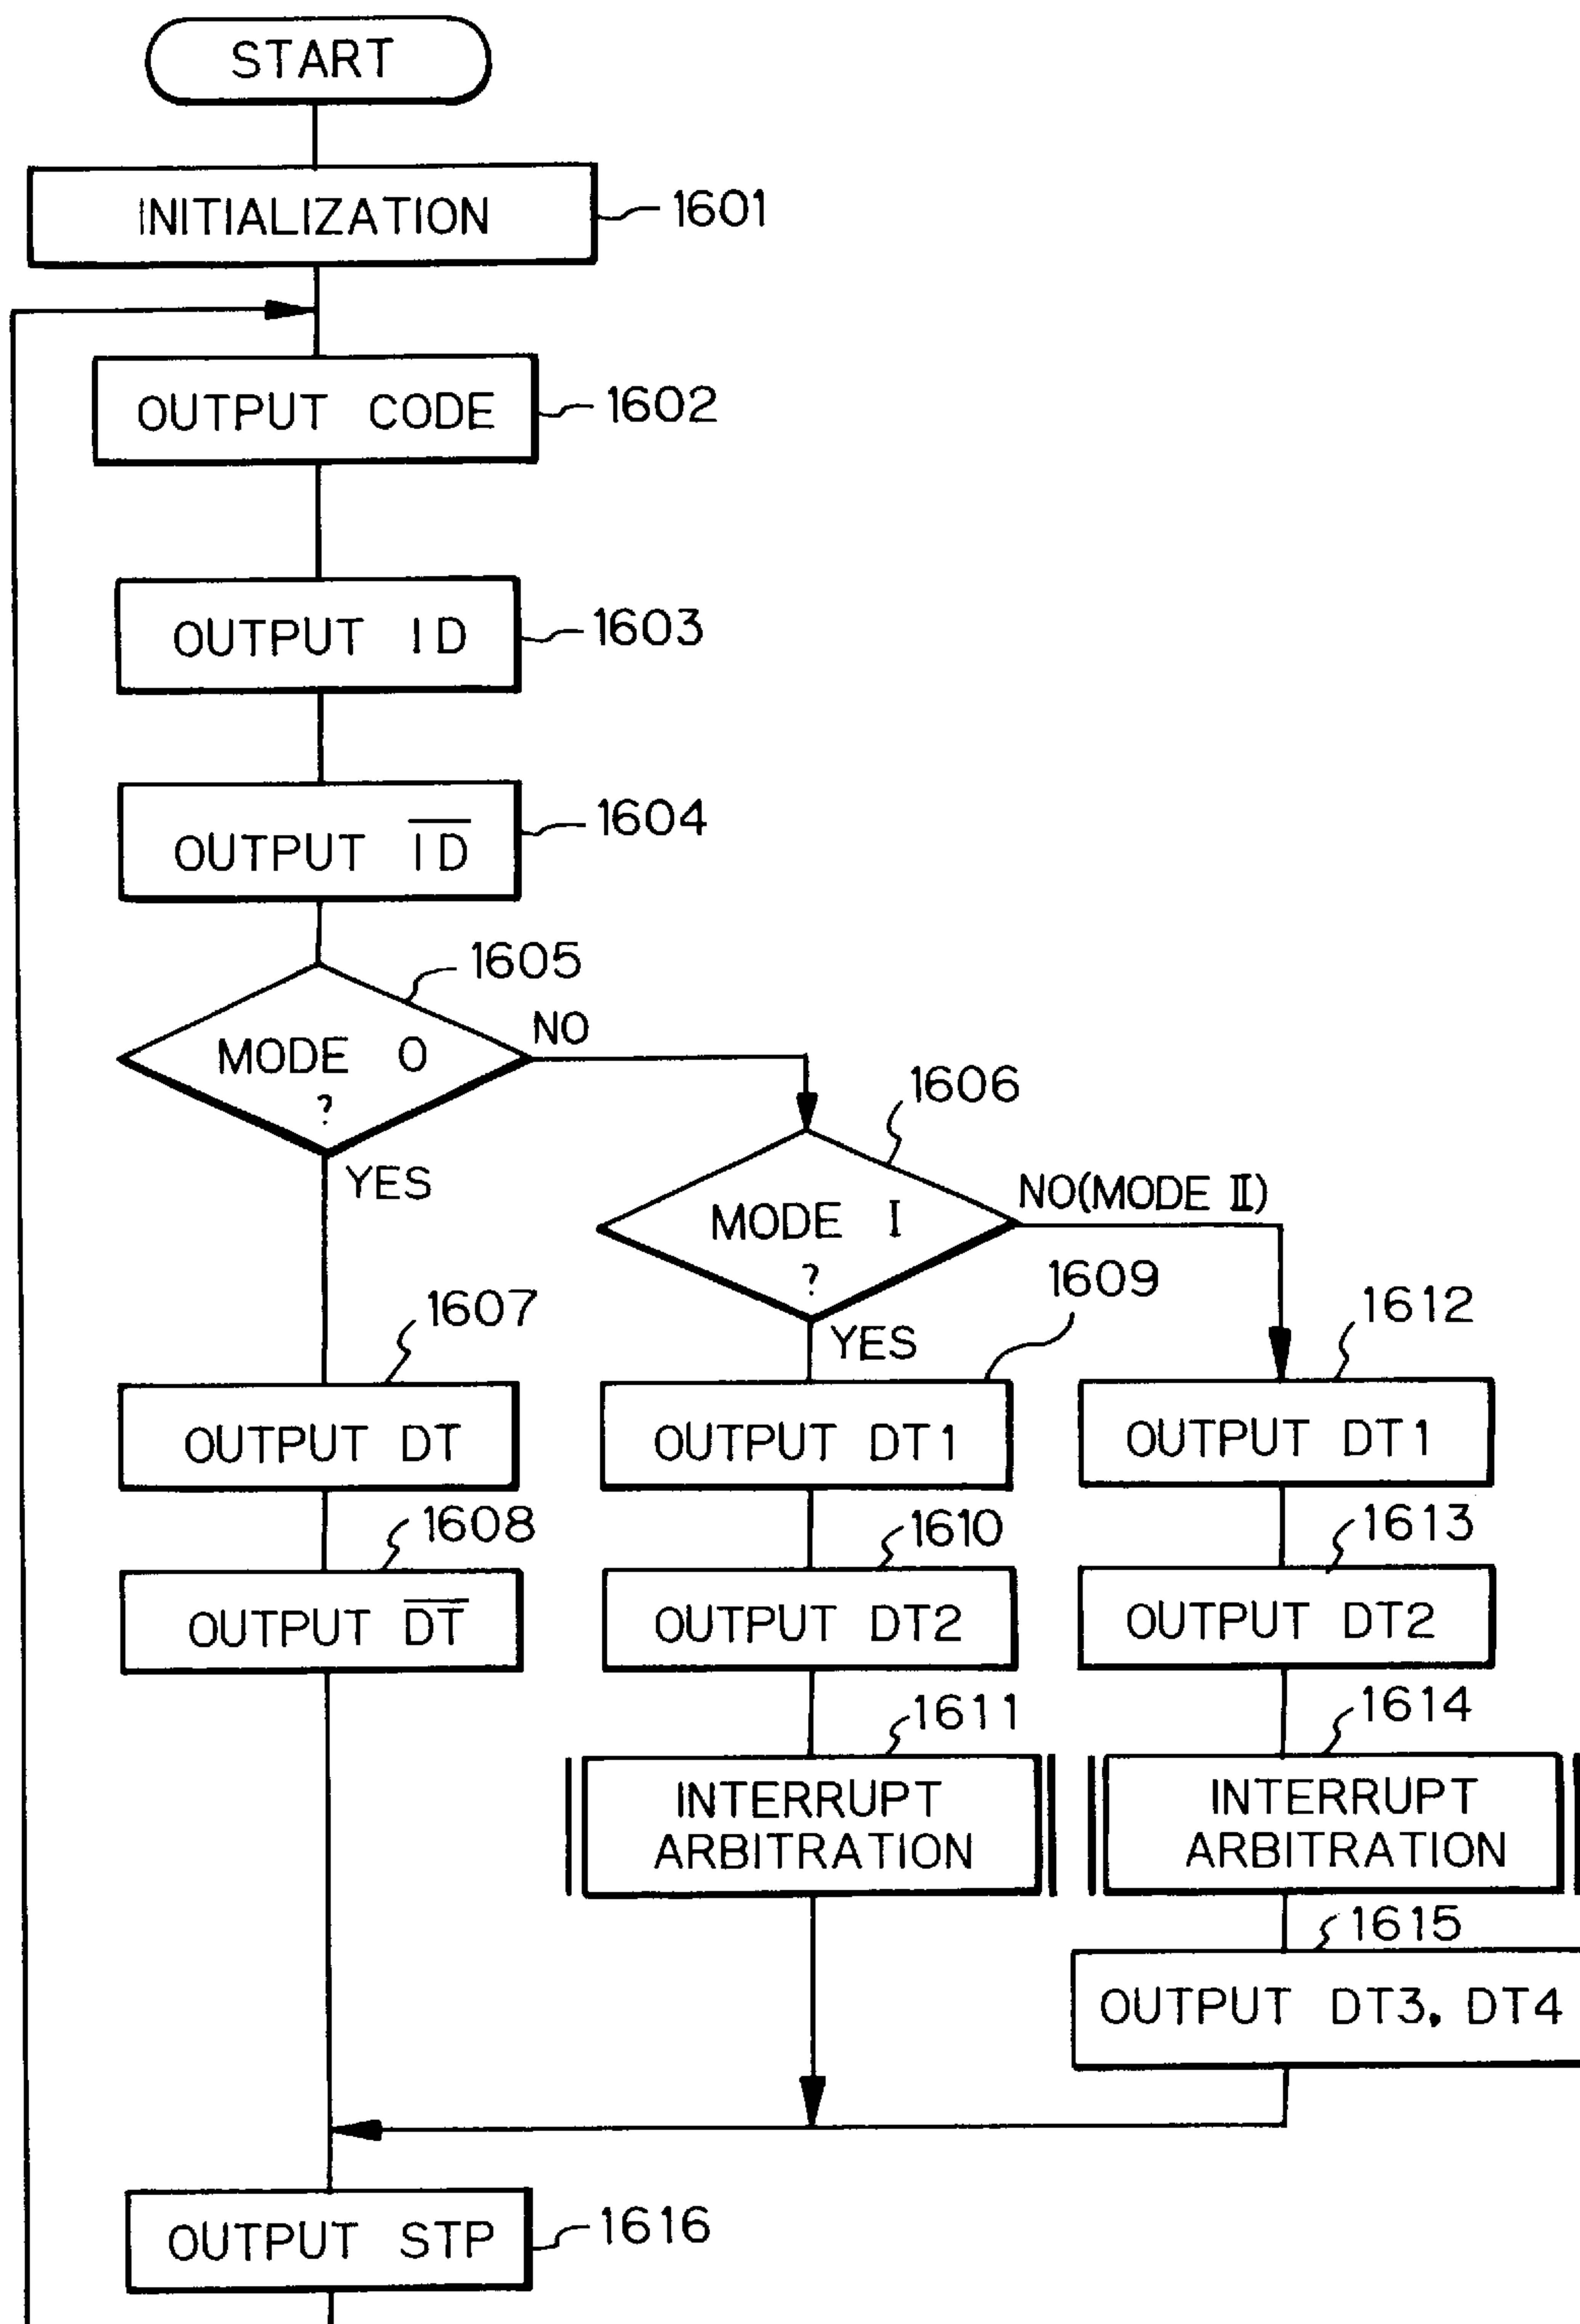 START
INITIALIZATION
1601
OUTPUT CODE
1602
OUTPUT ID
1603
OUTPUT I̅D̅
1604
1605
MODE 0
?
NO
YES
1606
MODE I
?
NO(MODE II)
YES
1607
OUTPUT DT
1608
OUTPUT D̅T̅
1609
OUTPUT DT1
1610
OUTPUT DT2
1611
INTERRUPT
ARBITRATION
1612
OUTPUT DT1
1613
OUTPUT DT2
1614
INTERRUPT
ARBITRATION
1615
OUTPUT DT3, DT4
OUTPUT STP
1616